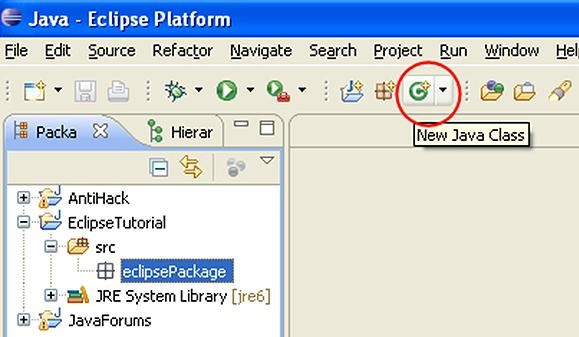 Java - Eclipse Platform
File Edit Source Refactor Navigate Search Project Run Window Help
New Java Class
Packa Hierar
AntiHack
EclipseTutorial
src
eclipsePackage
JRE System Library [jre6]
JavaForums